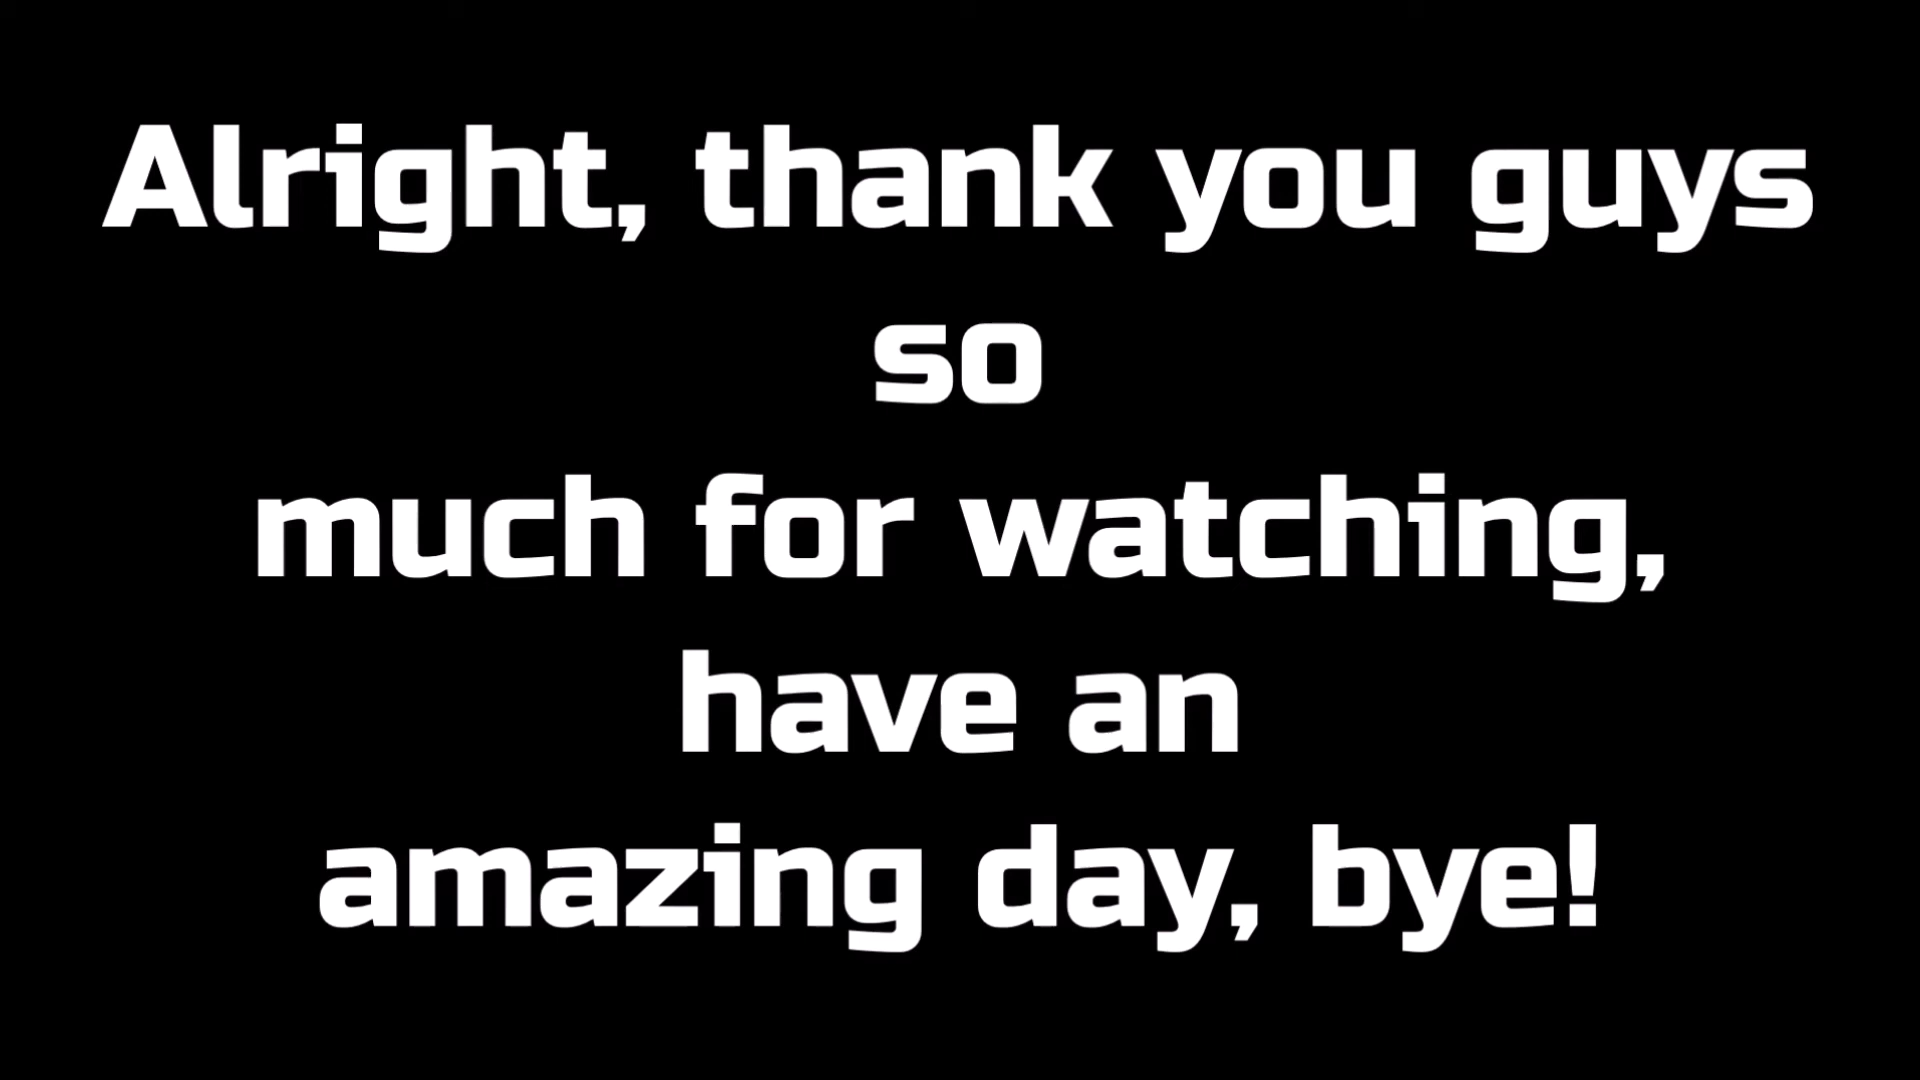 Alright, thank you guys
so
much for watching,
have an
amazing day, bye!